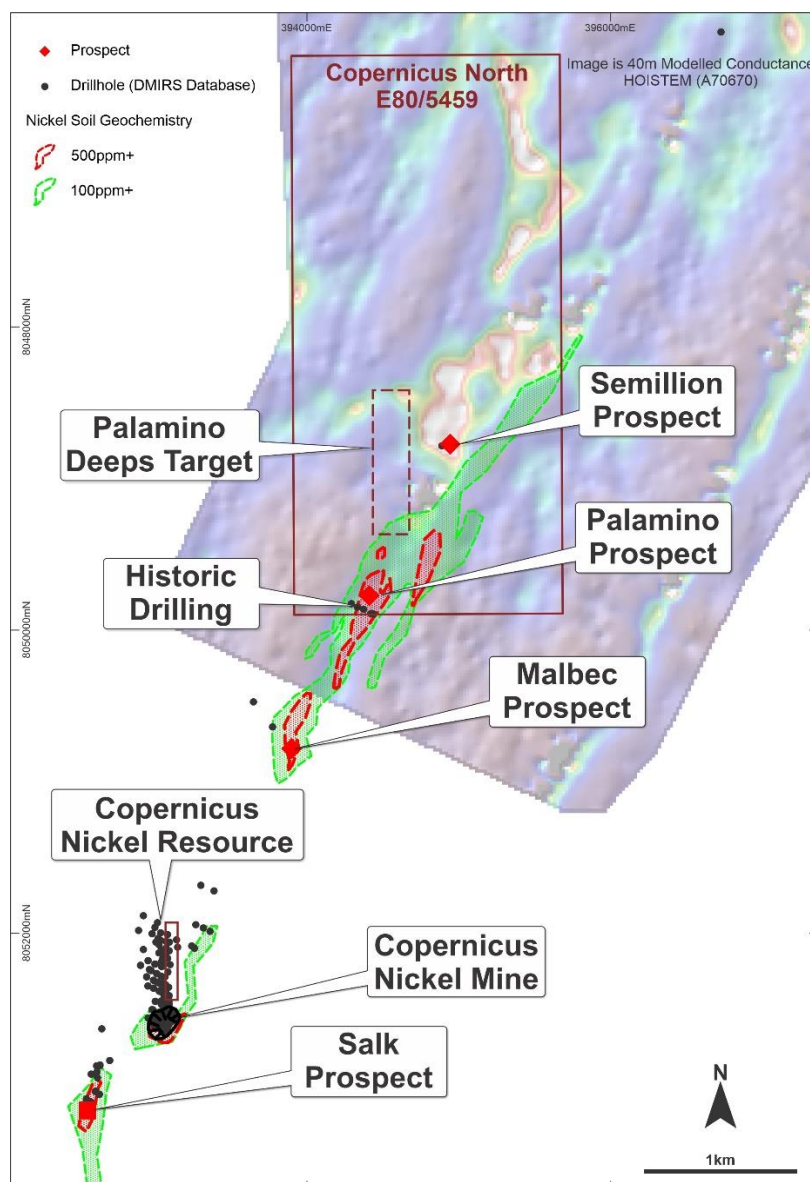 394000mE
396000mE
Prospect
Drillhole (DMIRS Database)
Nickel Soil Geochemistry
500ppm+
100ppm+
Copernicus North
E80/5459
Image is 40m Modelled Conductance
HOISTEM (A70670)
8048000mN
Semillion
Prospect
Palamino
Deeps Target
Palamino
Prospect
Historic
Drilling
8050000mN
Malbec
Prospect
Copernicus
Nickel Resource
8052000mN
Copernicus
Nickel Mine
Salk
Prospect
N
1km